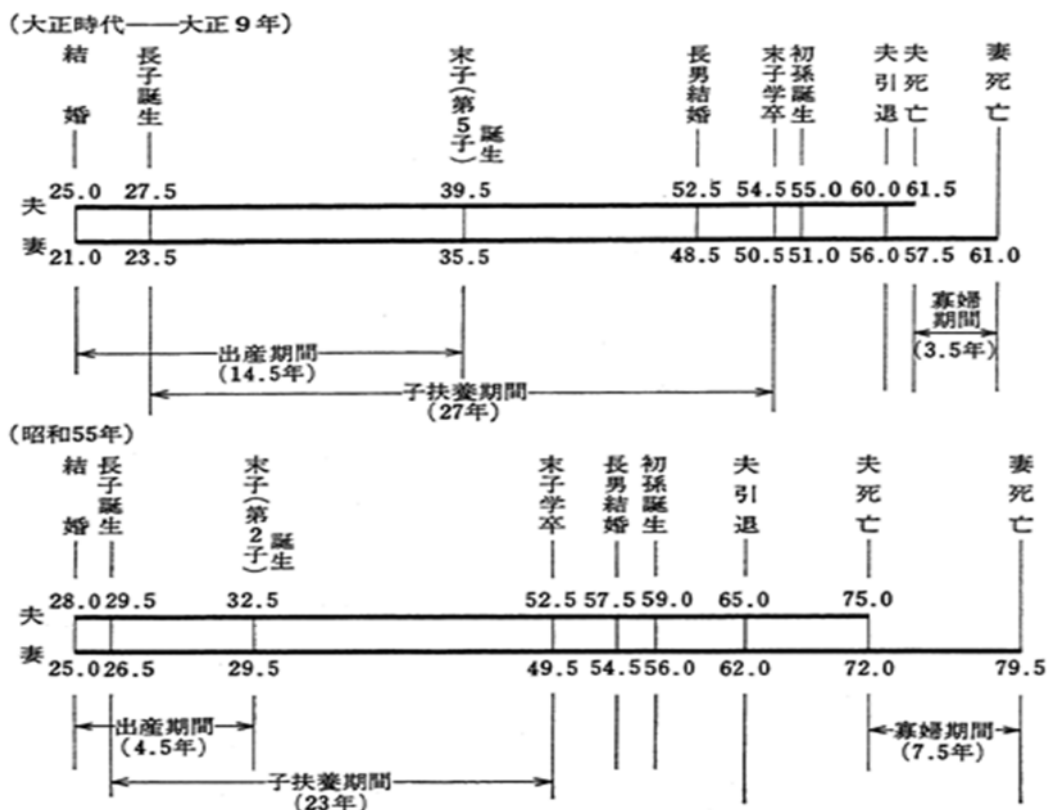 (大正時代——大正9年)
結婚
長子誕生
末子(第5子)誕生
長男結婚
末子学卒
初孫誕生
夫引退
夫死亡
妻死亡
25.0 27.5 39.5 52.5 54.5 55.0 60.0 61.5
夫
妻
21.0 23.5 35.5 48.5 50.5 51.0 56.0 57.5 61.0
出産期間
(14.5年)
子扶養期間
(27年)
寡婦
期間
(3.5年)
(昭和55年)
結婚
長子誕生
末子(第2子)誕生
末子学卒
長男結婚
初孫誕生
夫引退
夫死亡
妻死亡
28.0 29.5 32.5 52.5 57.5 59.0 65.0 75.0
夫
妻
25.0 26.5 29.5 49.5 54.5 56.0 62.0 72.0 79.5
出産期間
(4.5年)
子扶養期間
(23年)
寡婦期間
(7.5年)